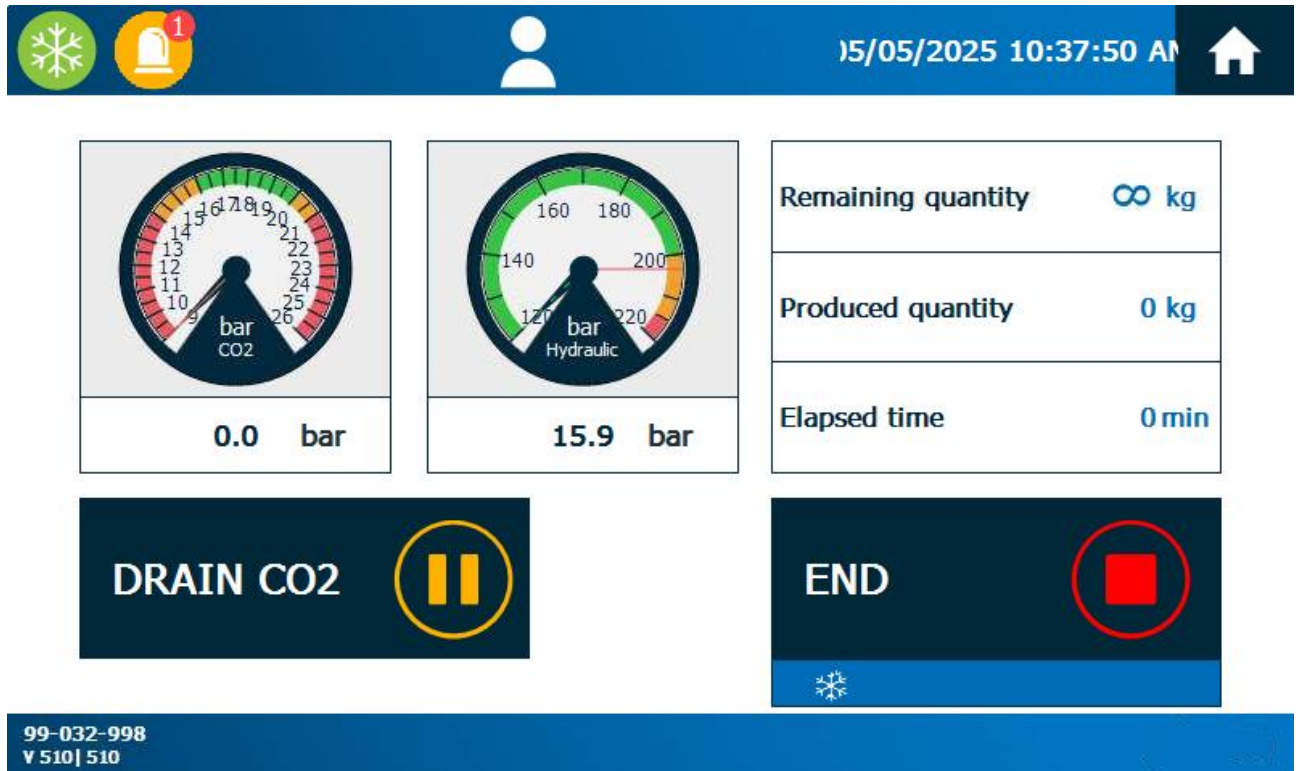 1
05/05/2025 10:37:50 AM
9 10 11 12 13 14 15 16 17 18 19 20 21 22 23 24 25 26
bar
CO2
0.0 bar
120 140 160 180 200 220
bar
Hydraulic
15.9 bar
Remaining quantity ∞ kg
Produced quantity 0 kg
Elapsed time 0 min
DRAIN CO2
END
99-032-998
V 510| 510